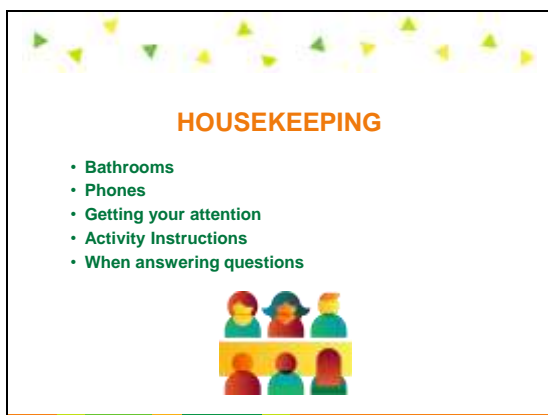 HOUSEKEEPING
• Bathrooms
• Phones
• Getting your attention
• Activity Instructions
• When answering questions